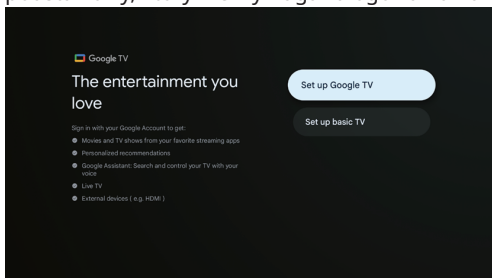 Google TV
The entertainment you
love
Sign in with your Google Account to get:
Movies and TV shows from your favorite streaming apps
Personalized recommendations
Google Assistant: Search and control your TV with your
voice
Live TV
External devices ( e.g. HDMI )
Set up Google TV
Set up basic TV